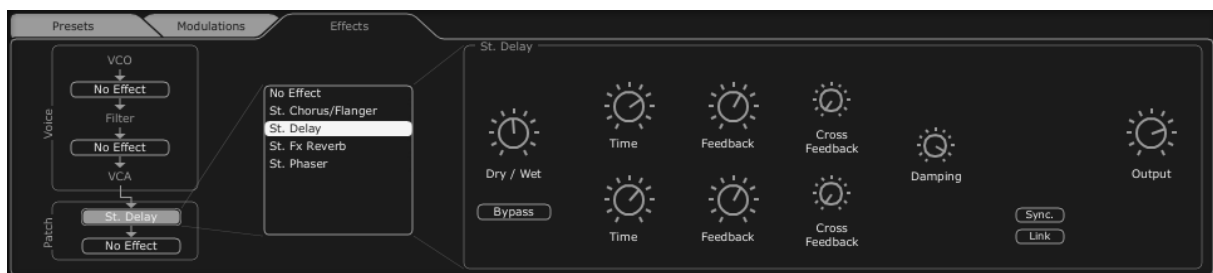 Presets Modulations Effects
VCO
No Effect
Filter
No Effect
VCA
Voice
St. Delay
No Effect
Patch
No Effect
St. Chorus/Flanger
St. Delay
St. Fx Reverb
St. Phaser
St. Delay
Dry / Wet
Bypass
Time
Feedback
Cross
Feedback
Time
Feedback
Cross
Feedback
Damping
Sync.
Link
Output